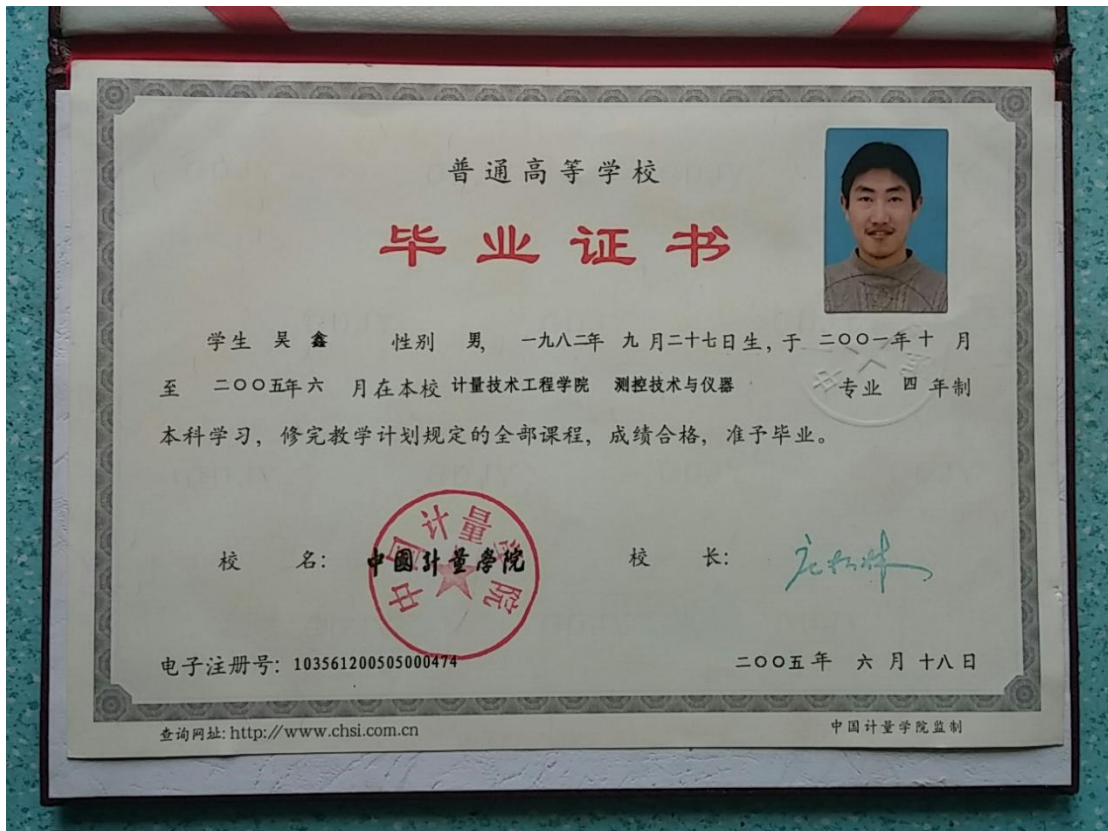 普通高等学校
毕业证书
学生 吴鑫 性别 男, 一九八二年 九月二十七日生, 于 二〇〇一年十月
至 二〇〇五年六 月在本校 计量技术工程学院 测控技术与仪器 专业 四 年制
本科学习, 修完教学计划规定的全部课程, 成绩合格, 准予毕业。
中国计量学院
校 名: 中國計量學院 校 长:
电子注册号: 103561200505000474 二〇〇五年 六月十八日
查询网址: http://www.chsi.com.cn 中国计量学院监制